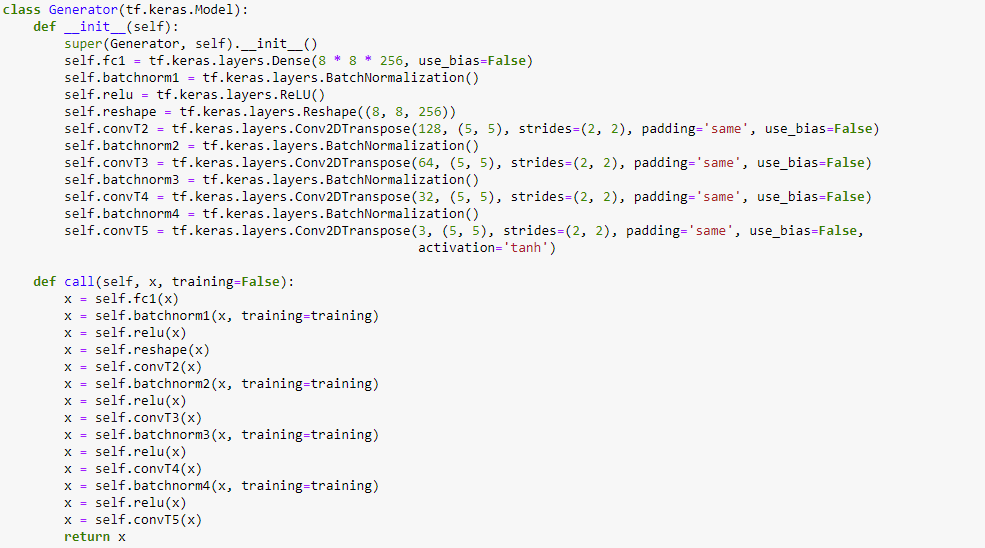 class Generator(tf.keras.Model):
    def __init__(self):
        super(Generator, self).__init__()
        self.fc1 = tf.keras.layers.Dense(8 * 8 * 256, use_bias=False)
        self.batchnorm1 = tf.keras.layers.BatchNormalization()
        self.relu = tf.keras.layers.ReLU()
        self.reshape = tf.keras.layers.Reshape((8, 8, 256))
        self.convT2 = tf.keras.layers.Conv2DTranspose(128, (5, 5), strides=(2, 2), padding='same', use_bias=False)
        self.batchnorm2 = tf.keras.layers.BatchNormalization()
        self.convT3 = tf.keras.layers.Conv2DTranspose(64, (5, 5), strides=(2, 2), padding='same', use_bias=False)
        self.batchnorm3 = tf.keras.layers.BatchNormalization()
        self.convT4 = tf.keras.layers.Conv2DTranspose(32, (5, 5), strides=(2, 2), padding='same', use_bias=False)
        self.batchnorm4 = tf.keras.layers.BatchNormalization()
        self.convT5 = tf.keras.layers.Conv2DTranspose(3, (5, 5), strides=(2, 2), padding='same', use_bias=False,
                                                      activation='tanh')

    def call(self, x, training=False):
        x = self.fc1(x)
        x = self.batchnorm1(x, training=training)
        x = self.relu(x)
        x = self.reshape(x)
        x = self.convT2(x)
        x = self.batchnorm2(x, training=training)
        x = self.relu(x)
        x = self.convT3(x)
        x = self.batchnorm3(x, training=training)
        x = self.relu(x)
        x = self.convT4(x)
        x = self.batchnorm4(x, training=training)
        x = self.relu(x)
        x = self.convT5(x)
        return x